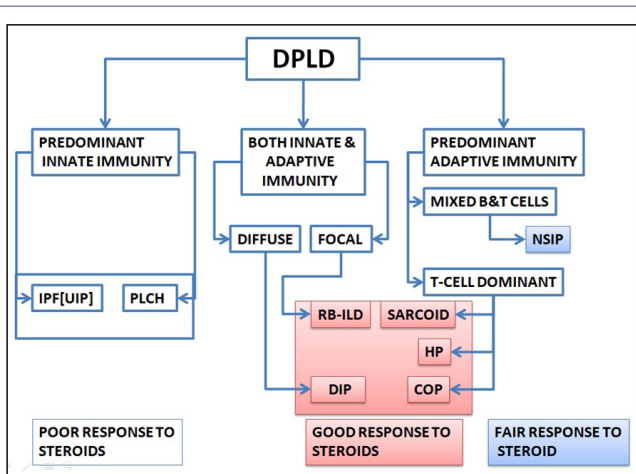 DPLD
PREDOMINANT
INNATE IMMUNITY
BOTH INNATE &
ADAPTIVE
IMMUNITY
PREDOMINANT
ADAPTIVE IMMUNITY
MIXED B&T CELLS
DIFFUSE
FOCAL
NSIP
T-CELL DOMINANT
IPF[UIP]
PLCH
RB-ILD
SARCOID
HP
DIP
COP
POOR RESPONSE TO
STEROIDS
GOOD RESPONSE TO
STEROIDS
FAIR RESPONSE TO
STEROID